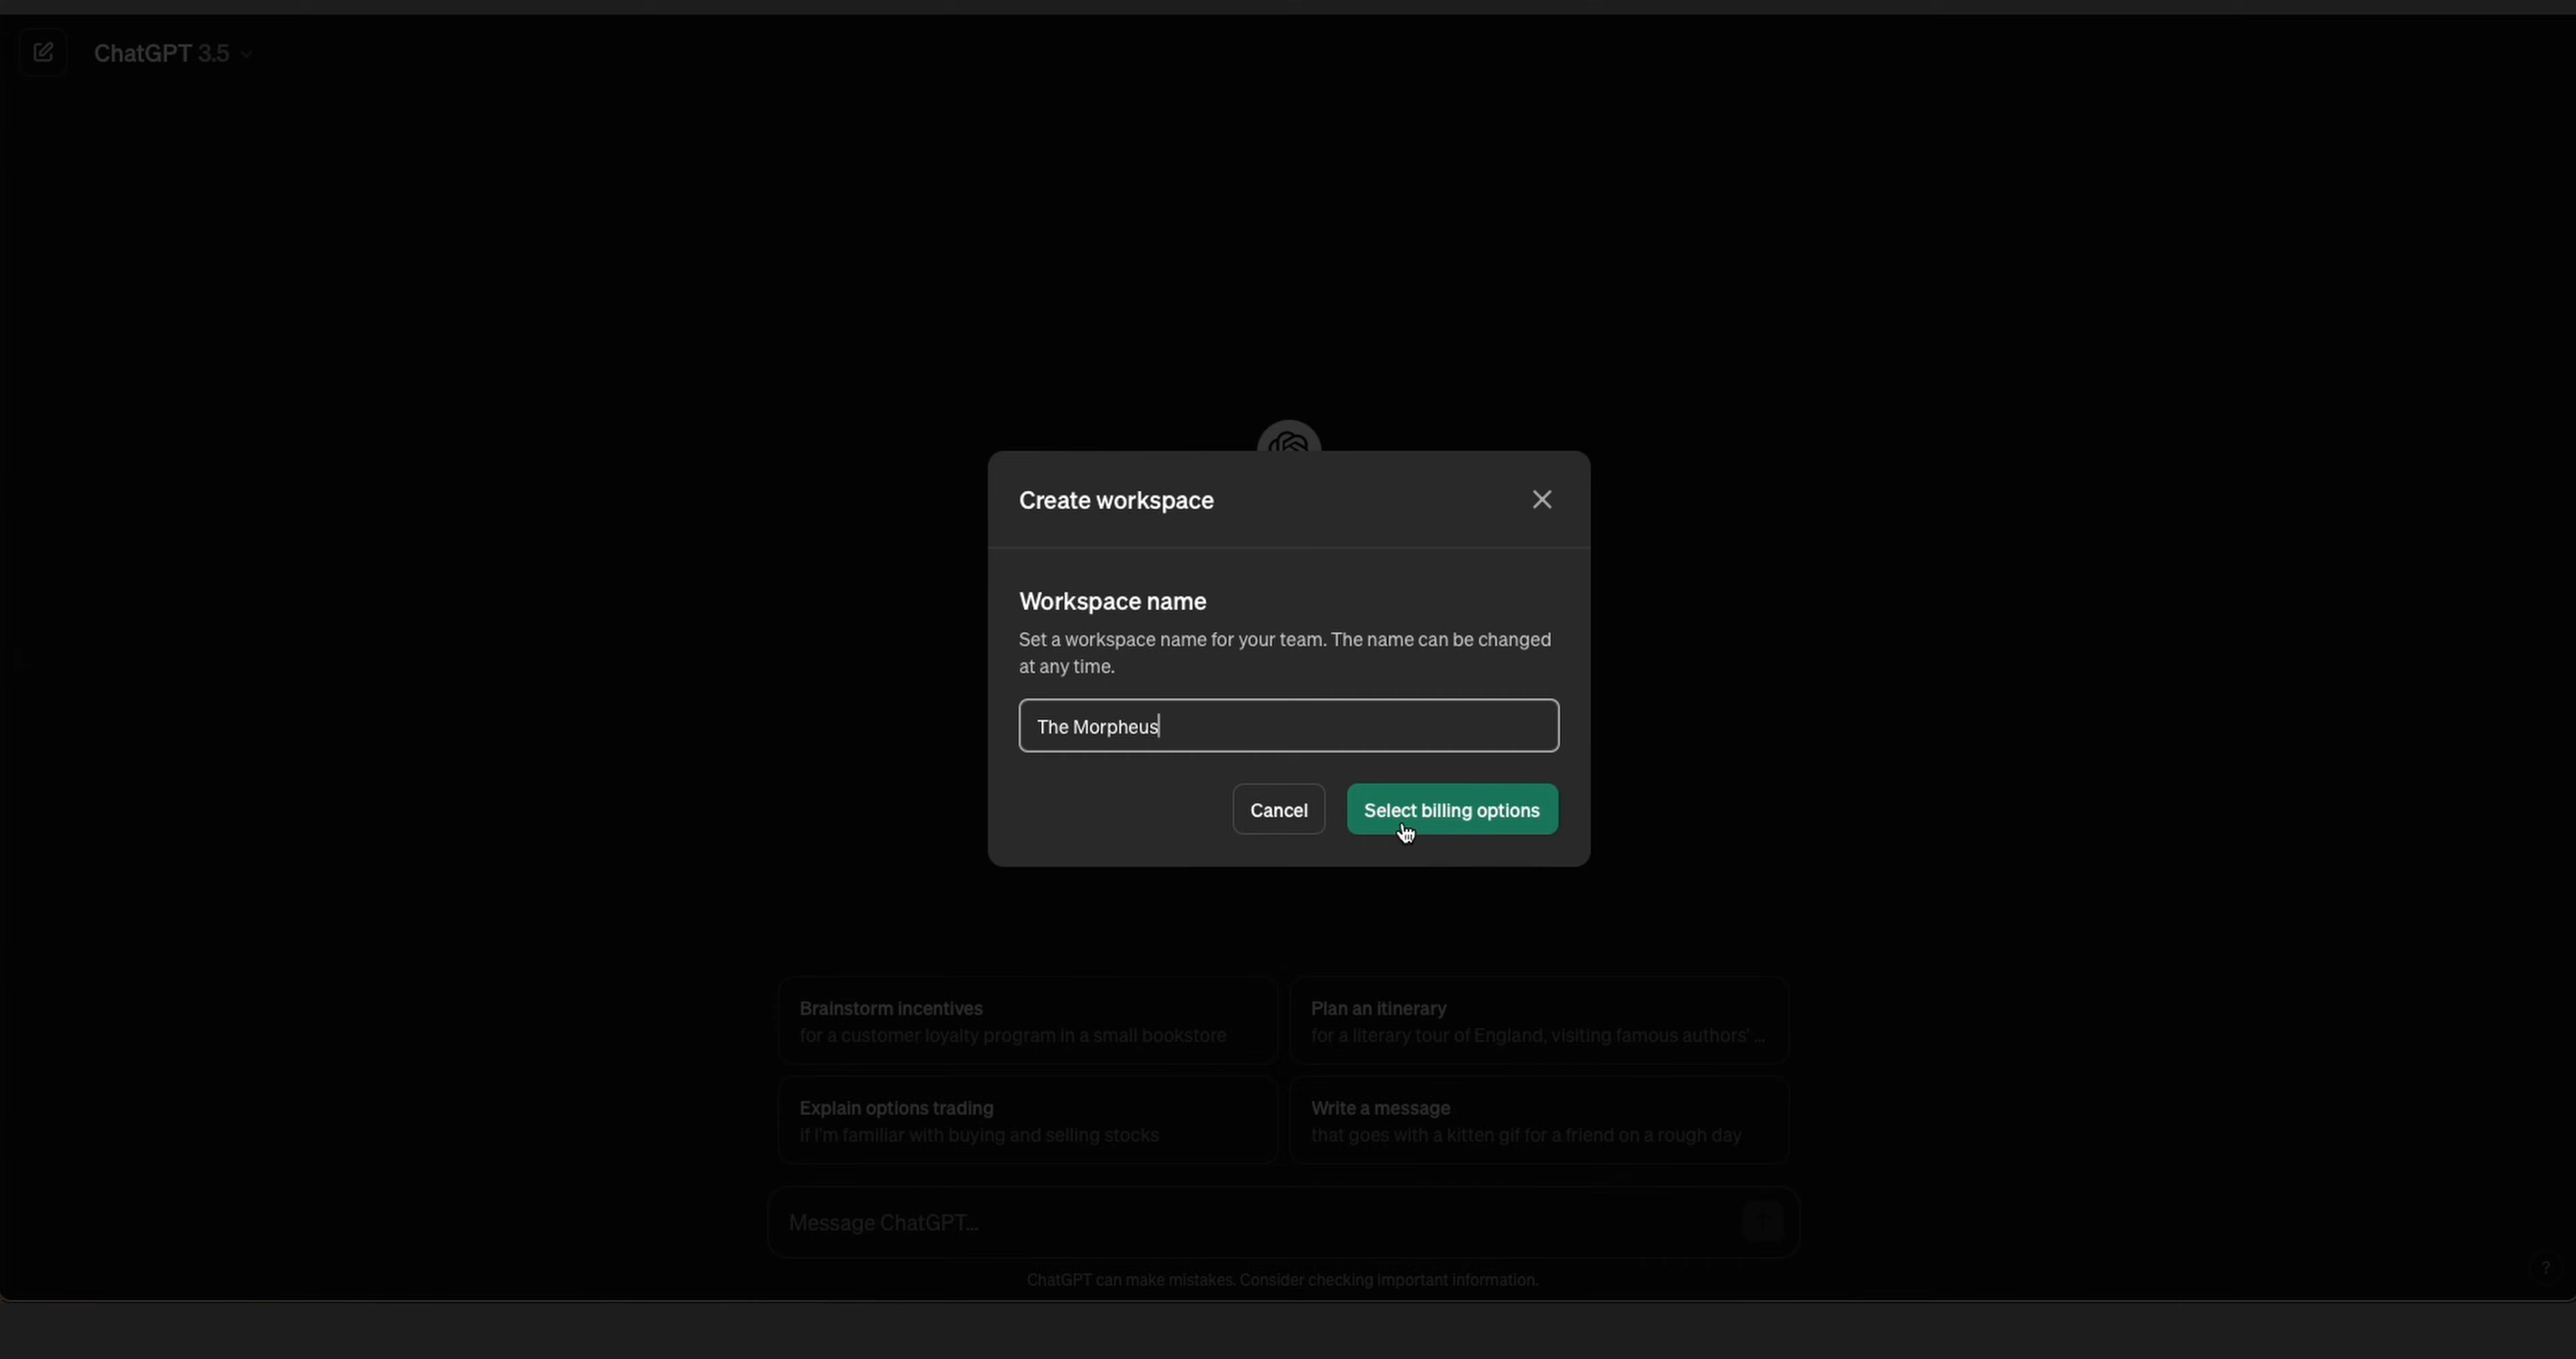 ChatGPT 3.5
Create workspace
Workspace name
Set a workspace name for your team. The name can be changed
at any time.
The Morpheus
Cancel
Select billing options
Brainstorm incentives
for a customer loyalty program in a small bookstore
Plan an itinerary
for a literary tour of England, visiting famous authors' ...
Explain options trading
if I'm familiar with buying and selling stocks
Write a message
that goes with a kitten gif for a friend on a rough day
Message ChatGPT...
ChatGPT can make mistakes. Consider checking important information.
?